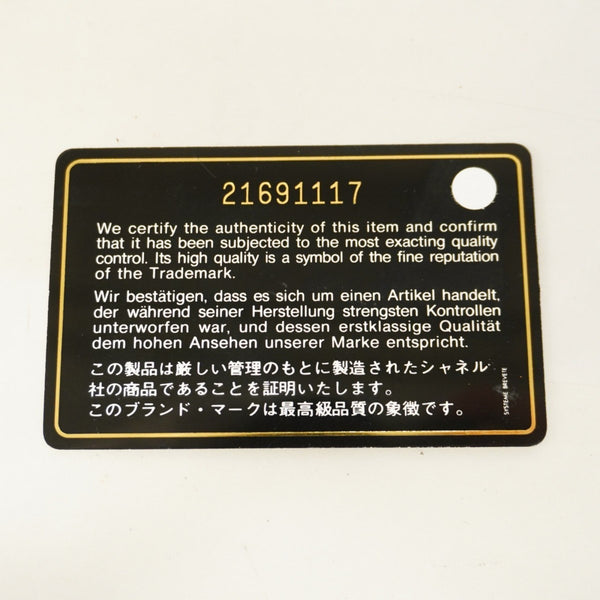 21691117
We certify the authenticity of this item and confirm
that it has been subjected to the most exacting quality
control. Its high quality is a symbol of the fine reputation
of the Trademark.
Wir bestätigen, dass es sich um einen Artikel handelt,
der während seiner Herstellung strengsten Kontrollen
unterworfen war, und dessen erstklassige Qualität
dem hohen Ansehen unserer Marke entspricht.
この製品は厳しい管理のもとに製造されたシャネル
社の商品であることを証明いたします。
このブランド・マークは最高級品質の象徴です。
SYSTEME BREVETE